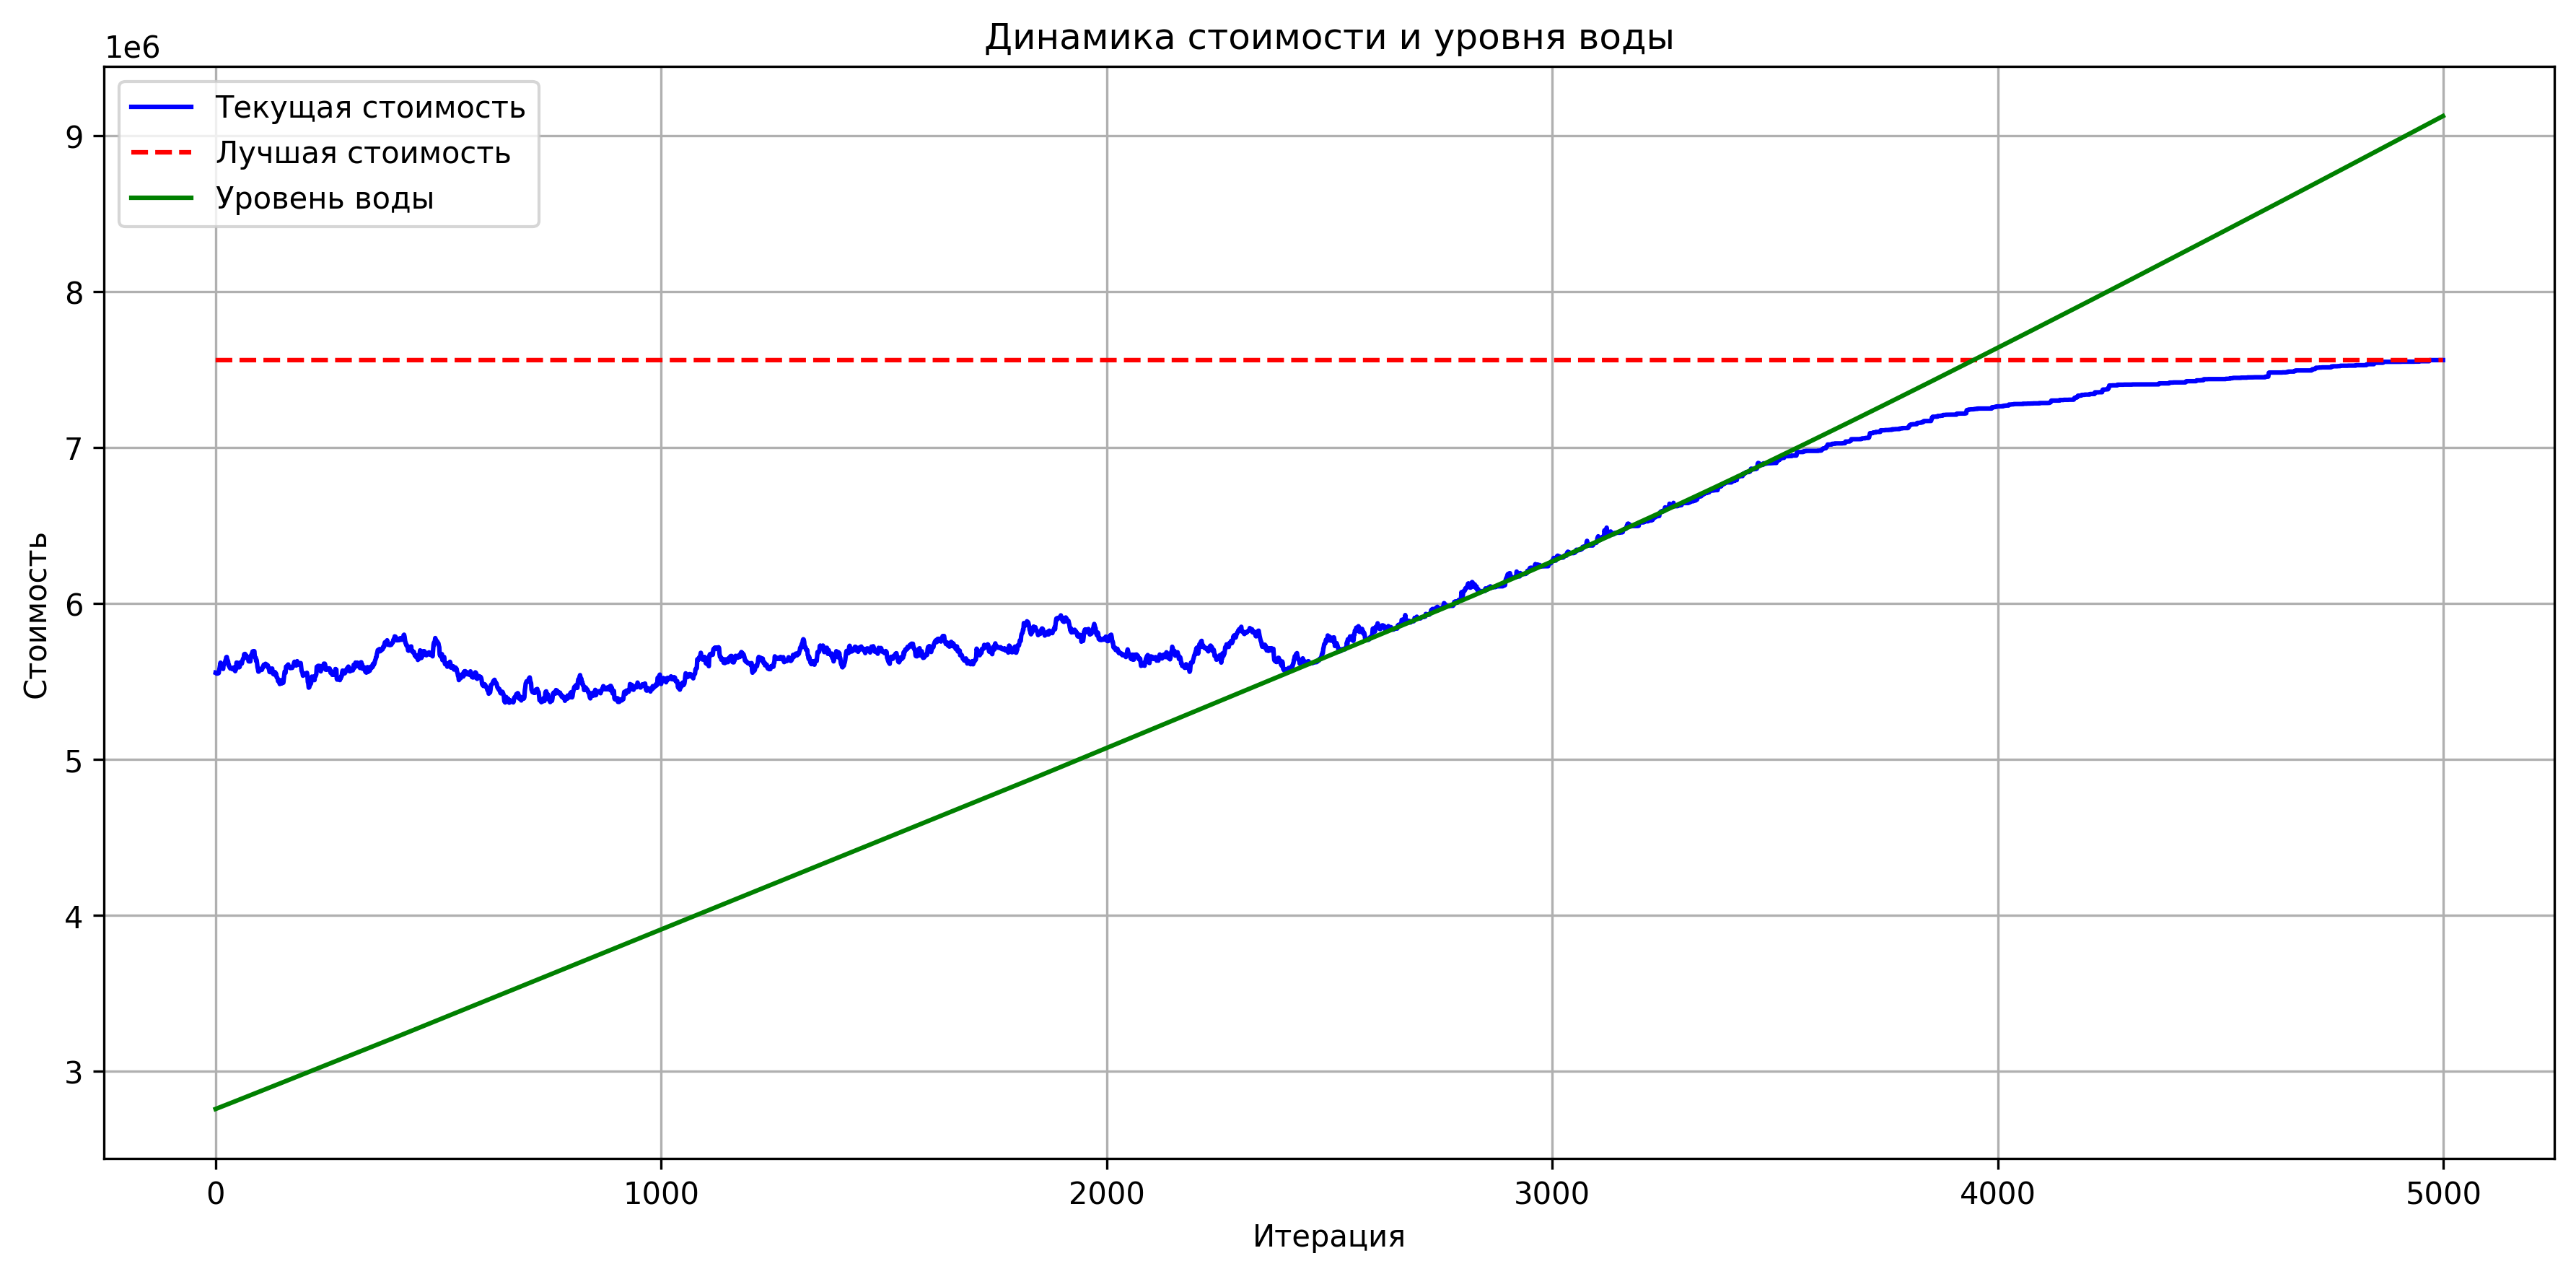 Динамика стоимости и уровня воды
1e6
Текущая стоимость
Лучшая стоимость
Уровень воды
9
8
7
6
5
4
3
Стоимость
0 1000 2000 3000 4000 5000
Итерация